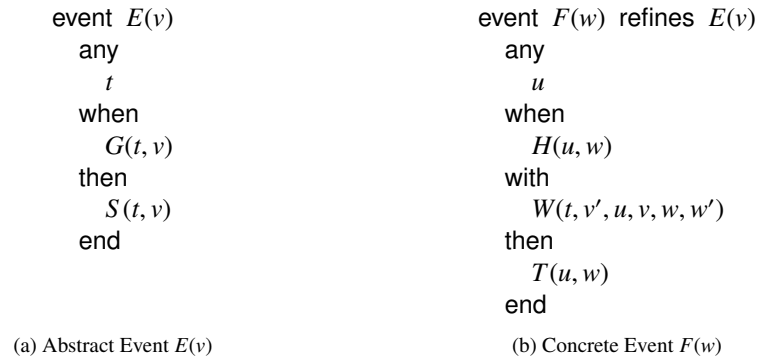 event E(v)
any
t
when
G(t, v)
then
S(t, v)
end
(a) Abstract Event E(v)
event F(w) refines E(v)
any
u
when
H(u, w)
with
W(t, v′, u, v, w, w′)
then
T(u, w)
end
(b) Concrete Event F(w)